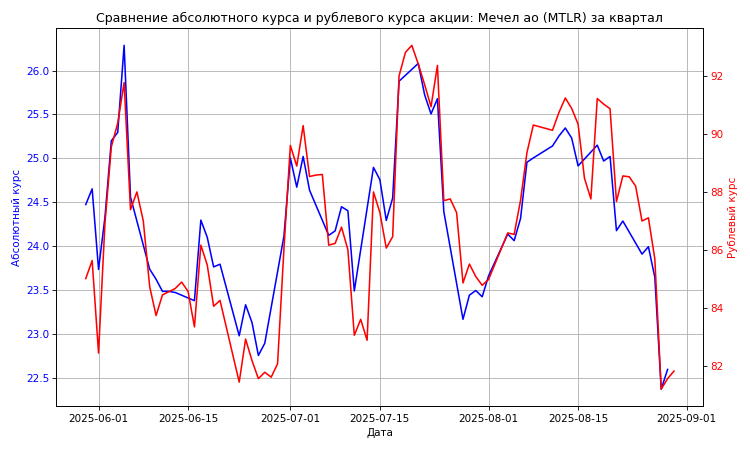 Сравнение абсолютного курса и рублевого курса акции: Мечел ао (MTLR) за квартал
Абсолютный курс
26.0
25.5
25.0
24.5
24.0
23.5
23.0
22.5
92
90
88
86
84
82
Рублевый курс
2025-06-01 2025-06-15 2025-07-01 2025-07-15 2025-08-01 2025-08-15 2025-09-01
Дата